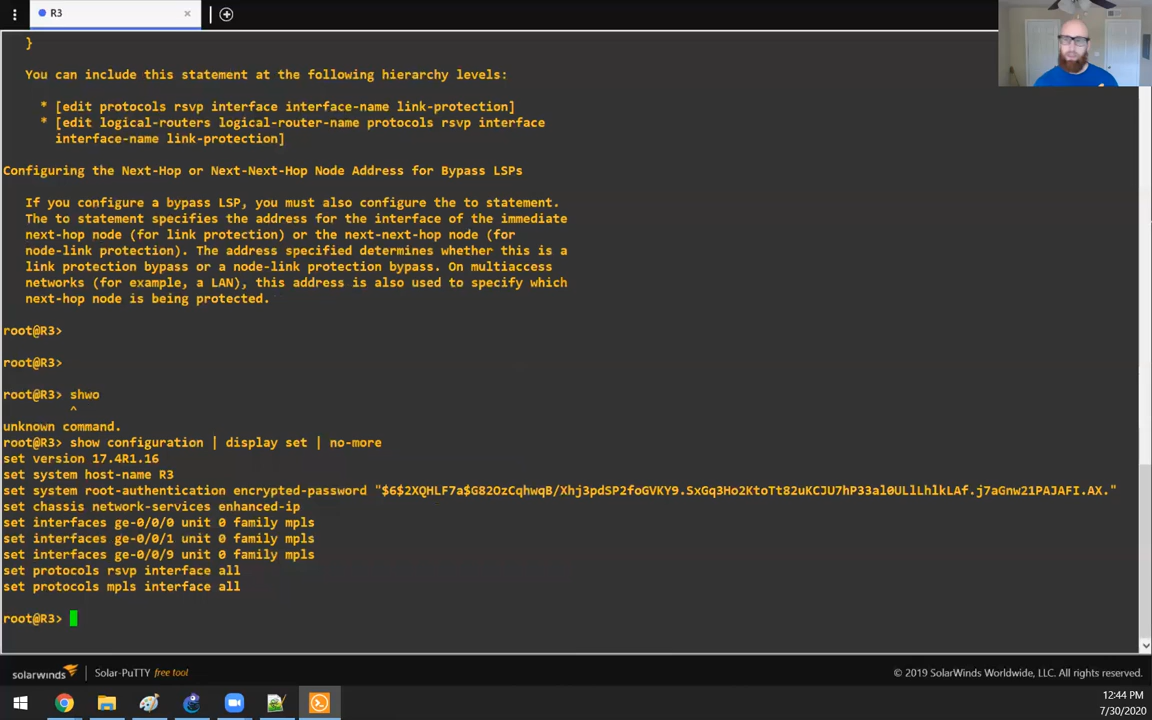 R3
}
You can include this statement at the following hierarchy levels:
* [edit protocols rsvp interface interface-name link-protection]
* [edit logical-routers logical-router-name protocols rsvp interface
interface-name link-protection]
Configuring the Next-Hop or Next-Next-Hop Node Address for Bypass LSPs
If you configure a bypass LSP, you must also configure the to statement.
The to statement specifies the address for the interface of the immediate
next-hop node (for link protection) or the next-next-hop node (for
node-link protection). The address specified determines whether this is a
link protection bypass or a node-link protection bypass. On multiaccess
networks (for example, a LAN), this address is also used to specify which
next-hop node is being protected.
root@R3>
root@R3>
root@R3> shwo
^
unknown command.
root@R3> show configuration | display set | no-more
set version 17.4R1.16
set system host-name R3
set system root-authentication encrypted-password "$6$2XQHLF7a$G82OzCqhwqB/Xhj3pdSP2foGVKY9.SxGq3Ho2KtoTt82uKCJU7hP33al0ULlLhlkLAf.j7aGnw21PAJAFI.AX."
set chassis network-services enhanced-ip
set interfaces ge-0/0/0 unit 0 family mpls
set interfaces ge-0/0/1 unit 0 family mpls
set interfaces ge-0/0/9 unit 0 family mpls
set protocols rsvp interface all
set protocols mpls interface all
root@R3>
solarwinds | Solar-PuTTY free tool
© 2019 SolarWinds Worldwide, LLC. All rights reserved.
12:44 PM
7/30/2020